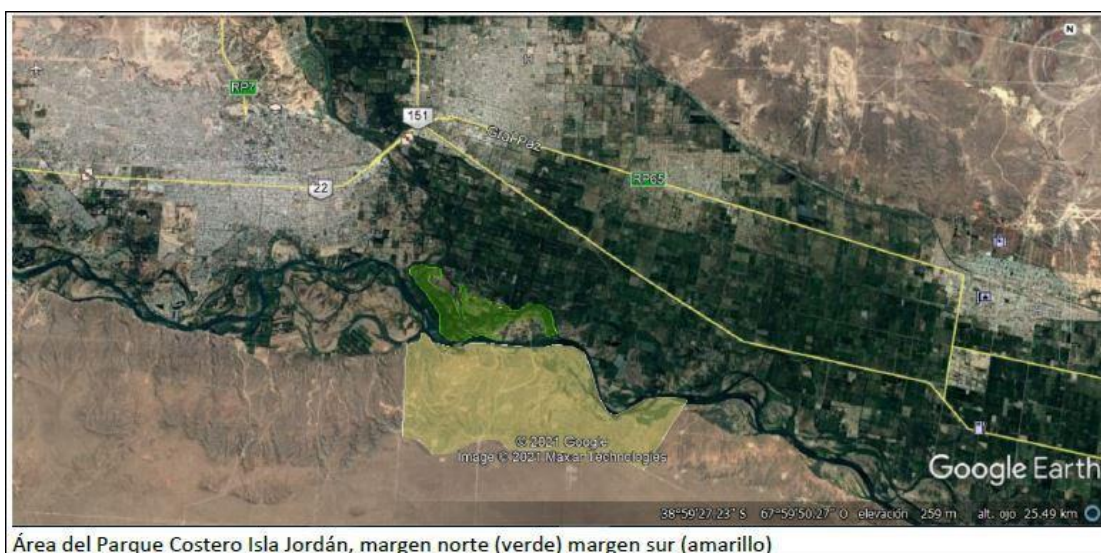 N
RP7
151
Gral Paz
RP65
22
© 2021 Google
Image © 2021 Maxar Technologies
Google Earth
38°59'27.23" S 67°59'50.27" O elevación 259 m alt. ojo 25.49 km
Área del Parque Costero Isla Jordán, margen norte (verde) margen sur (amarillo)